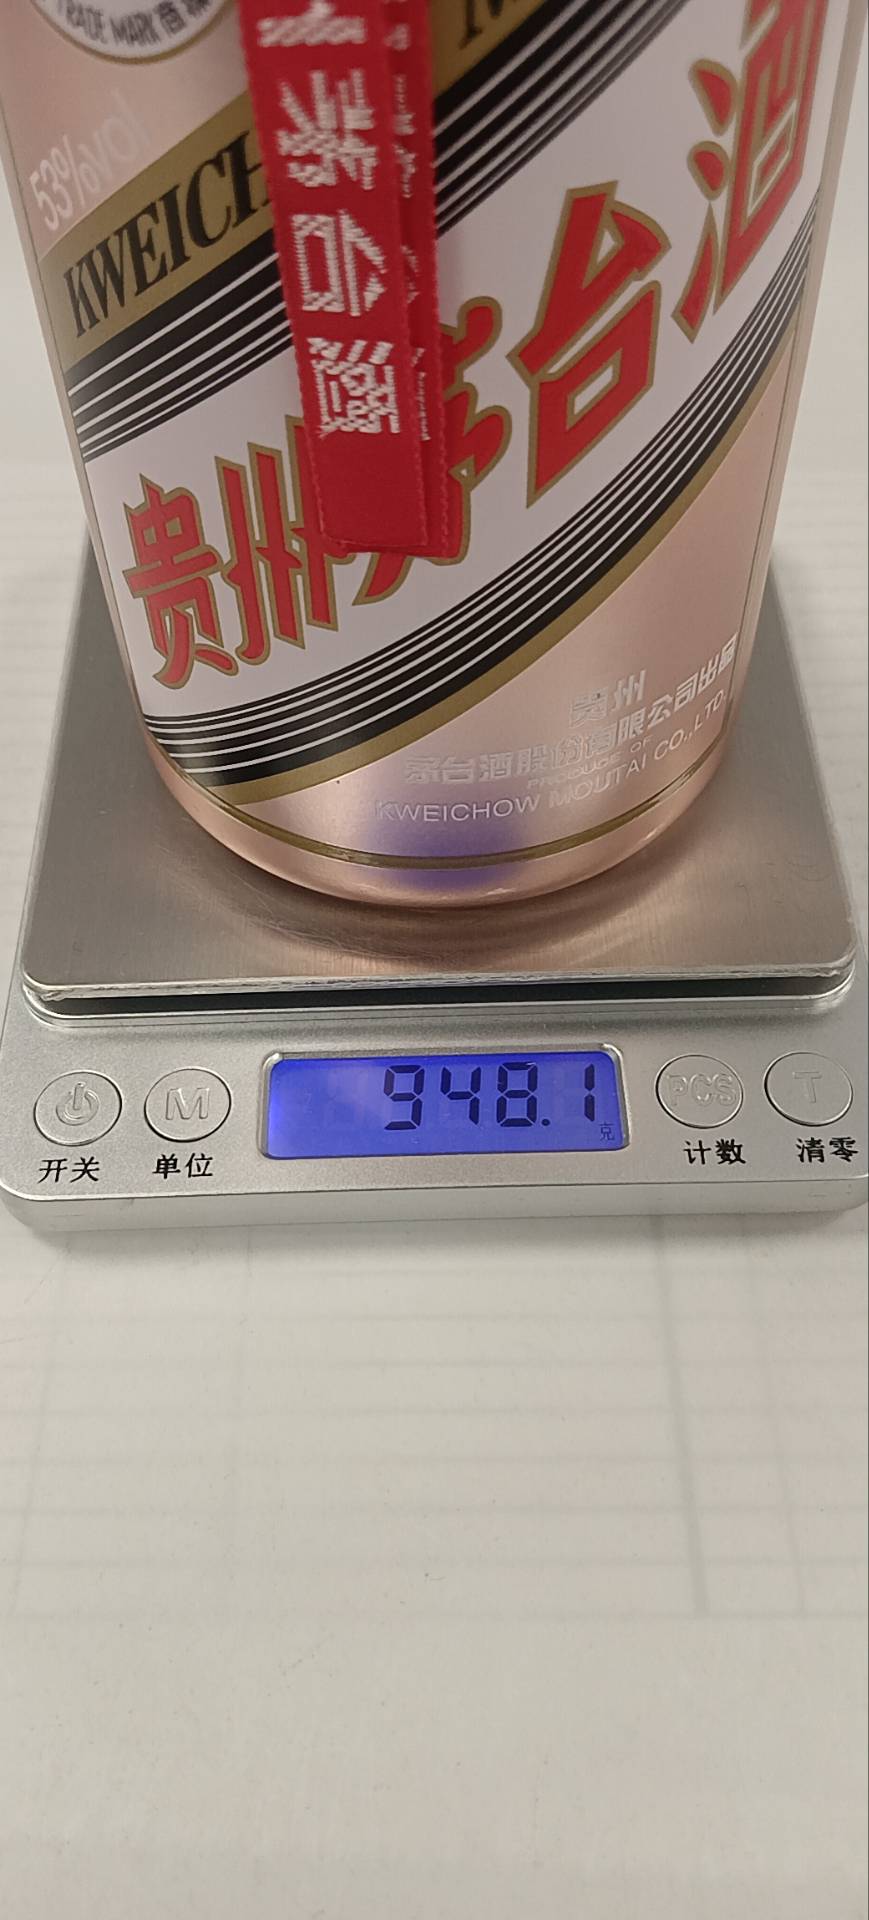 TRADE MARK
53%vol
KWEICH
贵州茅台酒
贵州
茅台酒股份有限公司出品
PRODUCE OF
KWEICHOW MOUTAI CO.,LTD.
948.1
克
M
PCS
T
开关
单位
计数
清零